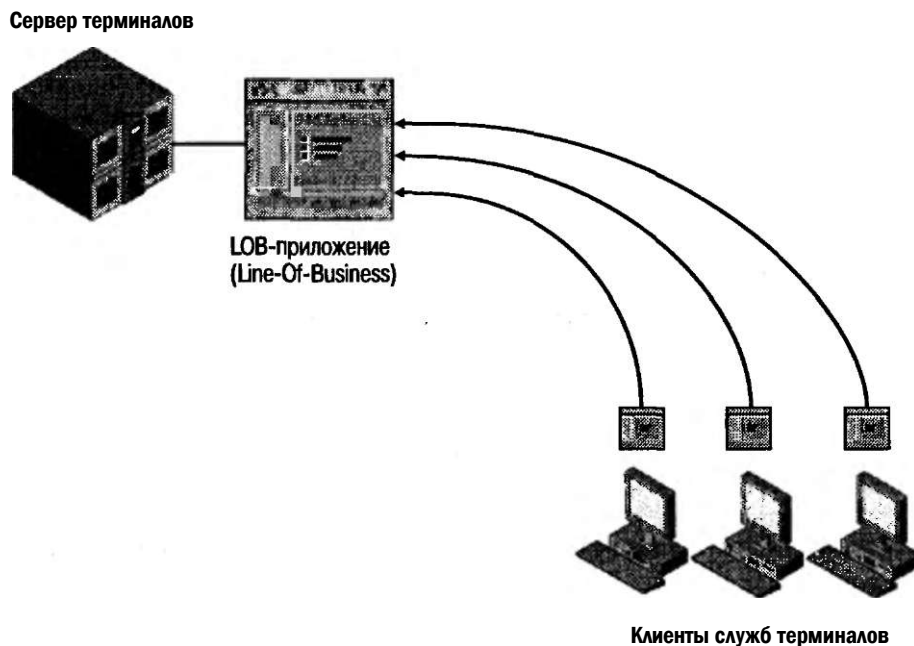 Сервер терминалов
LOB-приложение
(Line-Of-Business)
Клиенты служб терминалов